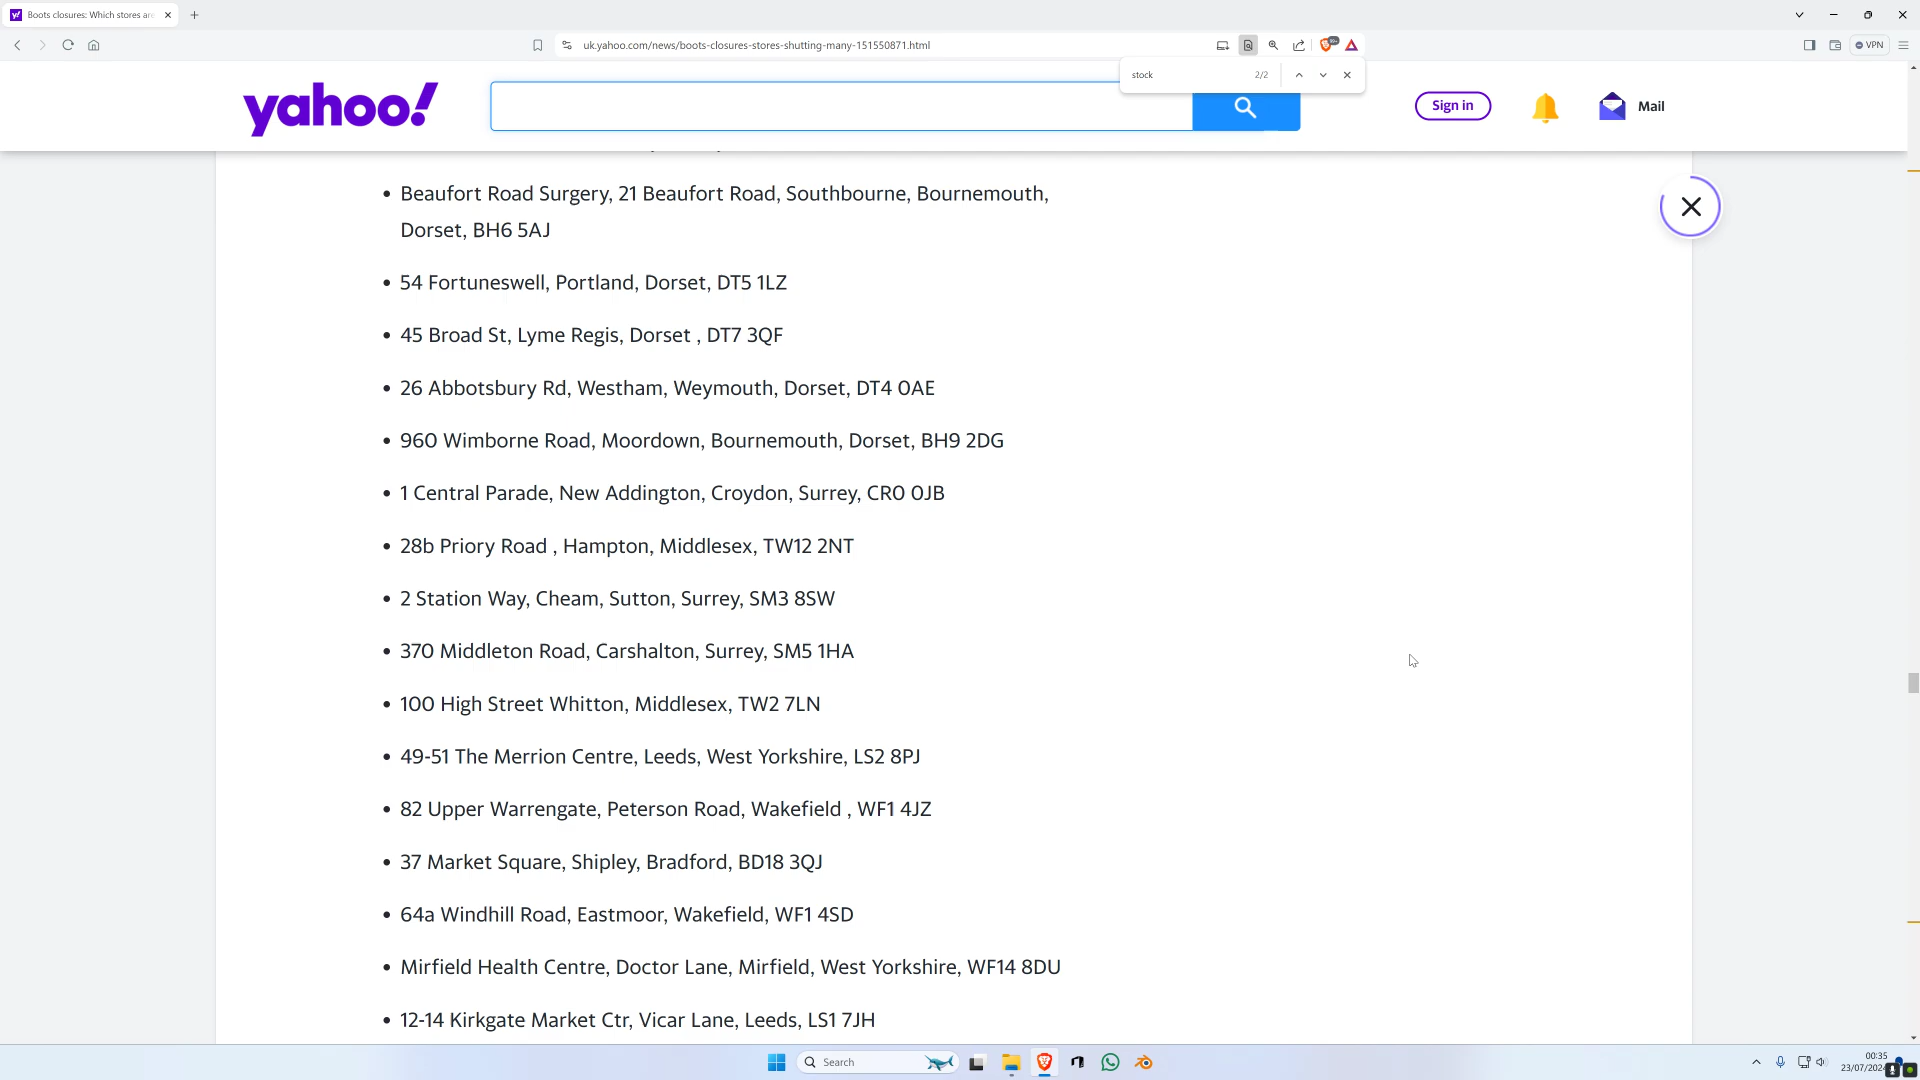 Boots closures: Which stores are
uk.yahoo.com/news/boots-closures-stores-shutting-many-151550871.html
VPN
stock
2/2
yahoo!
Sign in
Mail
• Beaufort Road Surgery, 21 Beaufort Road, Southbourne, Bournemouth,
Dorset, BH6 5AJ
• 54 Fortuneswell, Portland, Dorset, DT5 1LZ
• 45 Broad St, Lyme Regis, Dorset , DT7 3QF
• 26 Abbotsbury Rd, Westham, Weymouth, Dorset, DT4 0AE
• 960 Wimborne Road, Moordown, Bournemouth, Dorset, BH9 2DG
• 1 Central Parade, New Addington, Croydon, Surrey, CR0 0JB
• 28b Priory Road , Hampton, Middlesex, TW12 2NT
• 2 Station Way, Cheam, Sutton, Surrey, SM3 8SW
• 370 Middleton Road, Carshalton, Surrey, SM5 1HA
• 100 High Street Whitton, Middlesex, TW2 7LN
• 49-51 The Merrion Centre, Leeds, West Yorkshire, LS2 8PJ
• 82 Upper Warrengate, Peterson Road, Wakefield , WF1 4JZ
• 37 Market Square, Shipley, Bradford, BD18 3QJ
• 64a Windhill Road, Eastmoor, Wakefield, WF1 4SD
• Mirfield Health Centre, Doctor Lane, Mirfield, West Yorkshire, WF14 8DU
• 12-14 Kirkgate Market Ctr, Vicar Lane, Leeds, LS1 7JH
Search
00:35
23/07/2024